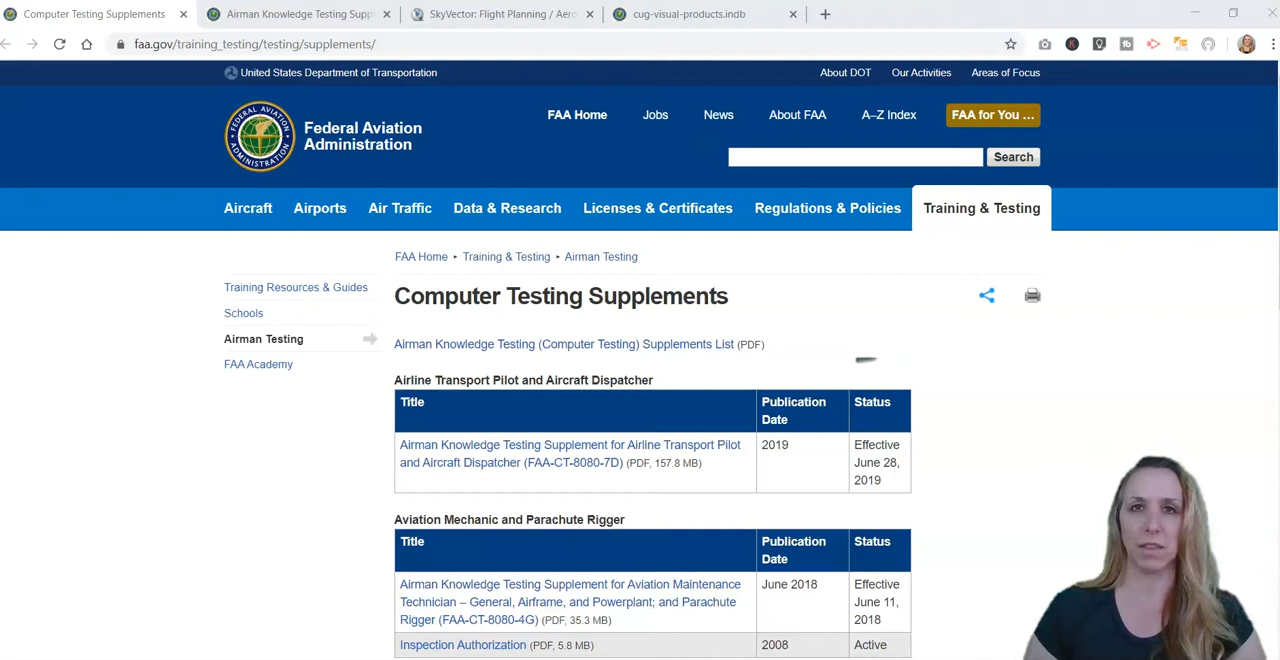 Computer Testing Supplements
Airman Knowledge Testing Supp
SkyVector: Flight Planning / Aero
cug-visual-products.indb
faa.gov/training_testing/testing/supplements/
United States Department of Transportation
About DOT
Our Activities
Areas of Focus
FEDERAL AVIATION
ADMINISTRATION
Federal Aviation
Administration
FAA Home
Jobs
News
About FAA
A–Z Index
FAA for You ...
Search
Aircraft
Airports
Air Traffic
Data & Research
Licenses & Certificates
Regulations & Policies
Training & Testing
FAA Home ▸ Training & Testing ▸ Airman Testing
Training Resources & Guides
Schools
Airman Testing
FAA Academy
Computer Testing Supplements
Airman Knowledge Testing (Computer Testing) Supplements List (PDF)
Airline Transport Pilot and Aircraft Dispatcher
Title
Publication
Date
Status
Airman Knowledge Testing Supplement for Airline Transport Pilot
and Aircraft Dispatcher (FAA-CT-8080-7D) (PDF, 157.8 MB)
2019
Effective
June 28,
2019
Aviation Mechanic and Parachute Rigger
Title
Publication
Date
Status
Airman Knowledge Testing Supplement for Aviation Maintenance
Technician – General, Airframe, and Powerplant; and Parachute
Rigger (FAA-CT-8080-4G) (PDF, 35.3 MB)
June 2018
Effective
June 11,
2018
Inspection Authorization (PDF, 5.8 MB)
2008
Active